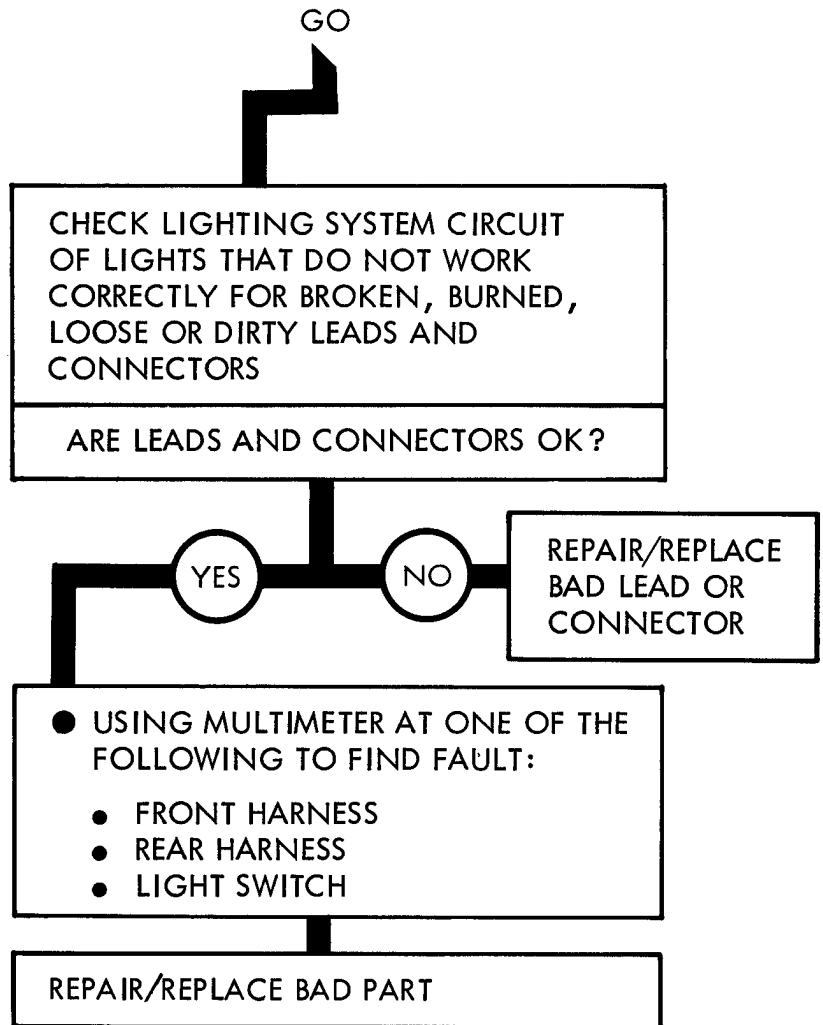 GO
CHECK LIGHTING SYSTEM CIRCUIT
OF LIGHTS THAT DO NOT WORK
CORRECTLY FOR BROKEN, BURNED,
LOOSE OR DIRTY LEADS AND
CONNECTORS
ARE LEADS AND CONNECTORS OK?
YES
NO
REPAIR/REPLACE
BAD LEAD OR
CONNECTOR
● USING MULTIMETER AT ONE OF THE
FOLLOWING TO FIND FAULT:
● FRONT HARNESS
● REAR HARNESS
● LIGHT SWITCH
REPAIR/REPLACE BAD PART